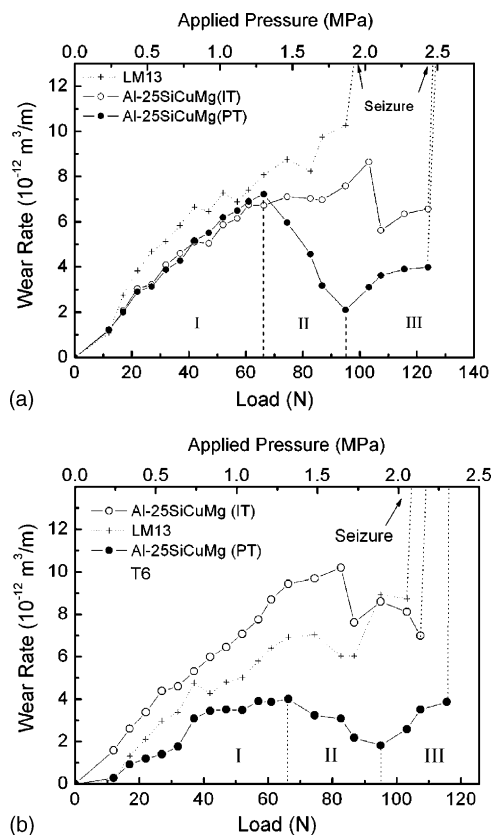 Applied Pressure (MPa)
0.0 0.5 1.0 1.5 2.0 2.5
LM13
Al-25SiCuMg(IT)
Al-25SiCuMg(PT)
Seizure
Wear Rate (10-12 m3/m)
12
10
8
6
4
2
0
I II III
0 20 40 60 80 100 120 140
Load (N)
(a)
Applied Pressure (MPa)
0.0 0.5 1.0 1.5 2.0 2.5
Al-25SiCuMg (IT)
LM13
Al-25SiCuMg (PT)
T6
Seizure
Wear Rate (10-12 m3/m)
12
10
8
6
4
2
0
I II III
0 20 40 60 80 100 120
Load (N)
(b)